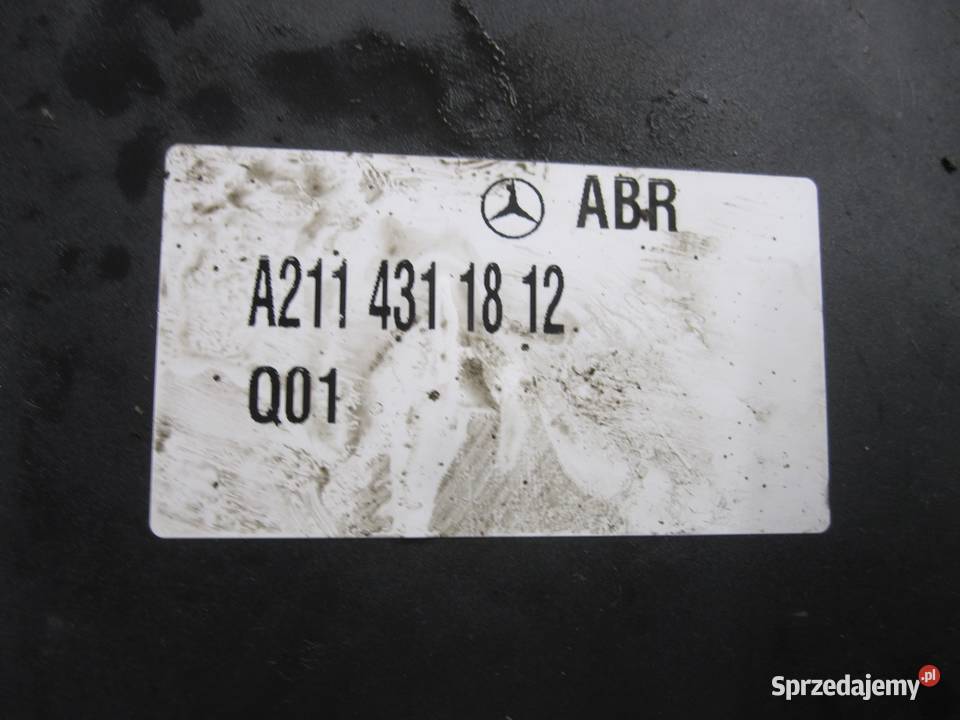 ABR
A211 431 18 12
Q01
Sprzedajemy.pl